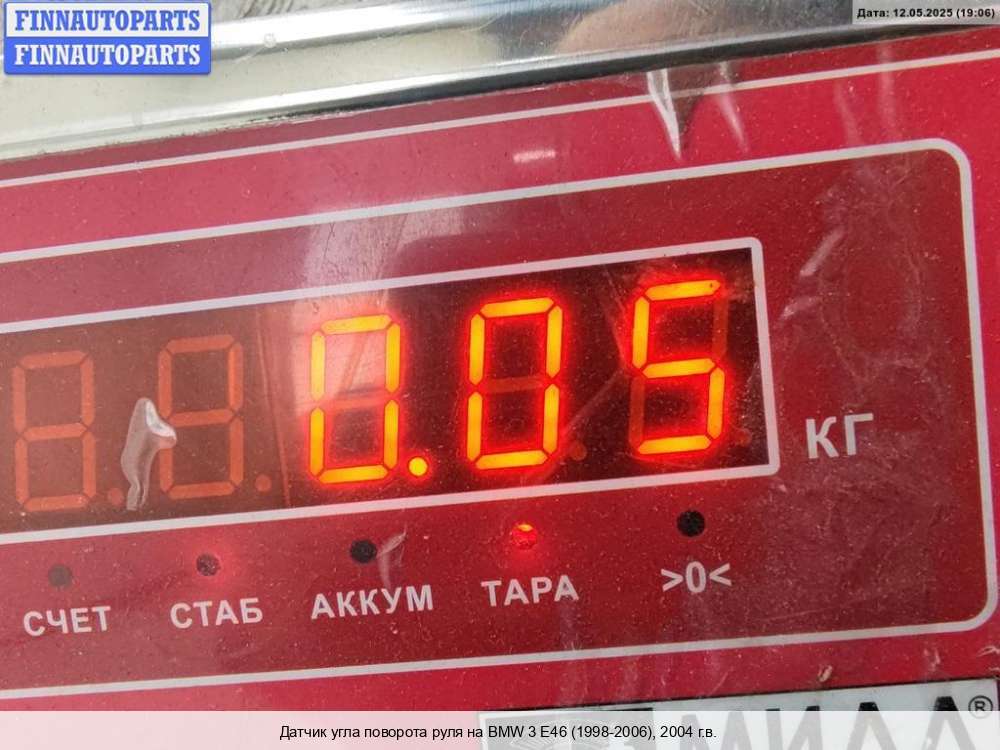 FINNAUTOPARTS
FINNAUTOPARTS
Дата: 12.05.2025 (19:06)
0.05
КГ
СЧЕТ
СТАБ
АККУМ
ТАРА
>0<
МИДЛ®
Датчик угла поворота руля на BMW 3 E46 (1998-2006), 2004 г.в.